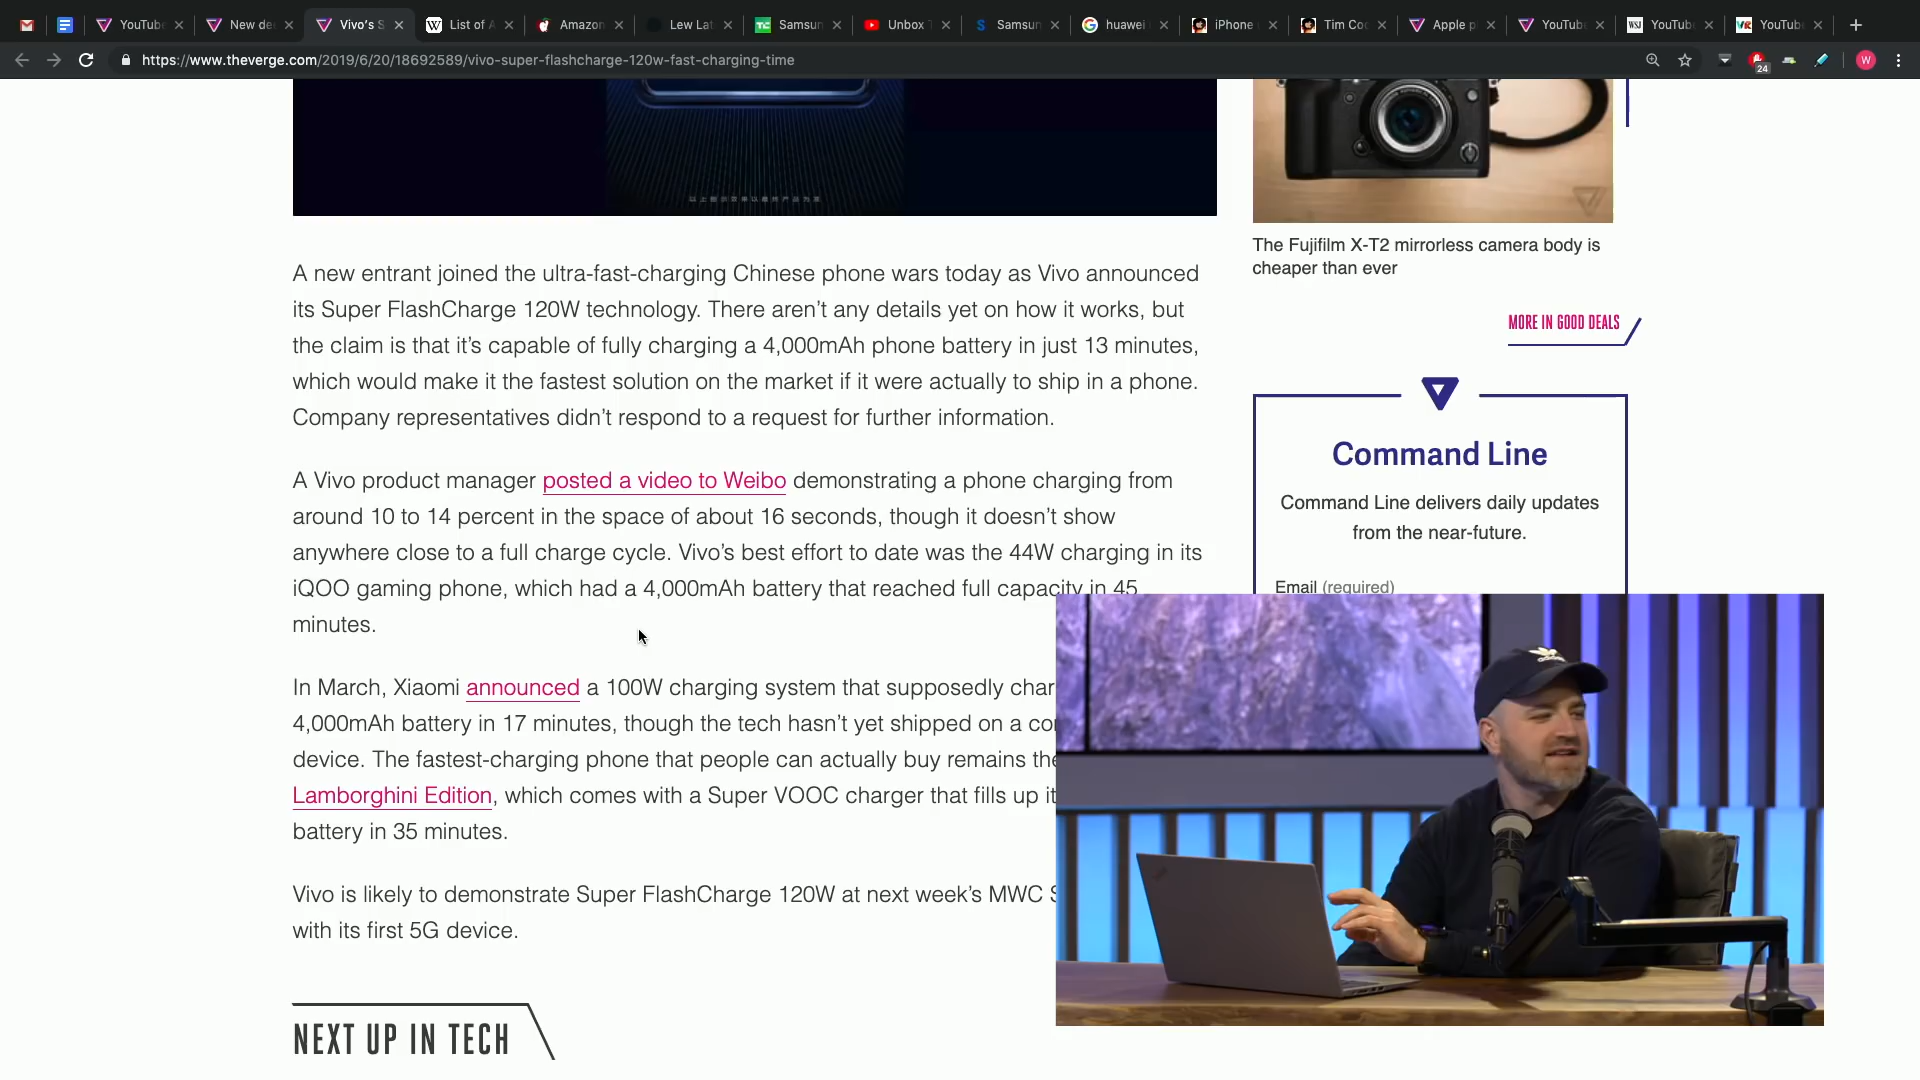 YouTube
New de
Vivo's S
List of A
Amazon
Lew Lat
Samsu
Unbox T
Samsun
huawei
iPhone
Tim Coo
Apple p
YouTub
YouTub
YouTub
https://www.theverge.com/2019/6/20/18692589/vivo-super-flashcharge-120w-fast-charging-time
24
W
A new entrant joined the ultra-fast-charging Chinese phone wars today as Vivo announced
its Super FlashCharge 120W technology. There aren't any details yet on how it works, but
the claim is that it's capable of fully charging a 4,000mAh phone battery in just 13 minutes,
which would make it the fastest solution on the market if it were actually to ship in a phone.
Company representatives didn't respond to a request for further information.
A Vivo product manager posted a video to Weibo demonstrating a phone charging from
around 10 to 14 percent in the space of about 16 seconds, though it doesn't show
anywhere close to a full charge cycle. Vivo's best effort to date was the 44W charging in its
iQOO gaming phone, which had a 4,000mAh battery that reached full capacity in 45
minutes.
In March, Xiaomi announced a 100W charging system that supposedly char
4,000mAh battery in 17 minutes, though the tech hasn't yet shipped on a co
device. The fastest-charging phone that people can actually buy remains the
Lamborghini Edition, which comes with a Super VOOC charger that fills up it
battery in 35 minutes.
Vivo is likely to demonstrate Super FlashCharge 120W at next week's MWC S
with its first 5G device.
NEXT UP IN TECH
The Fujifilm X-T2 mirrorless camera body is
cheaper than ever
MORE IN GOOD DEALS
Command Line
Command Line delivers daily updates
from the near-future.
Email (required)